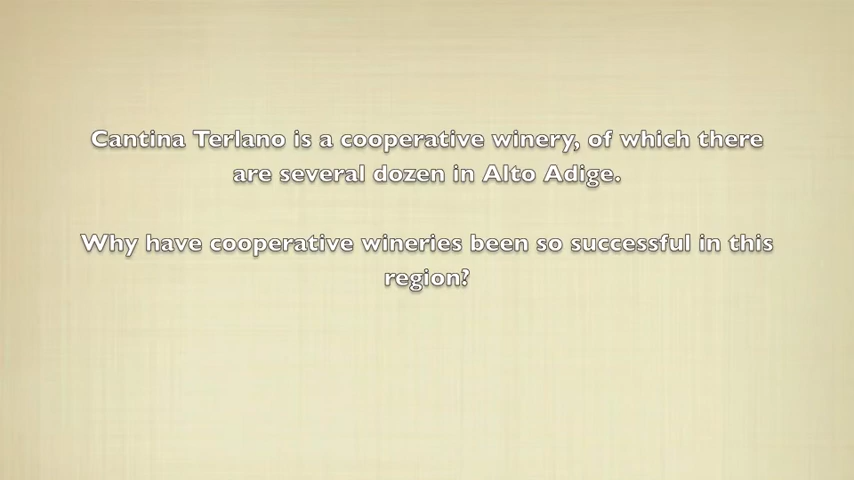 Cantina Terlano is a cooperative winery, of which there
are several dozen in Alto Adige.
Why have cooperative wineries been so successful in this
region?